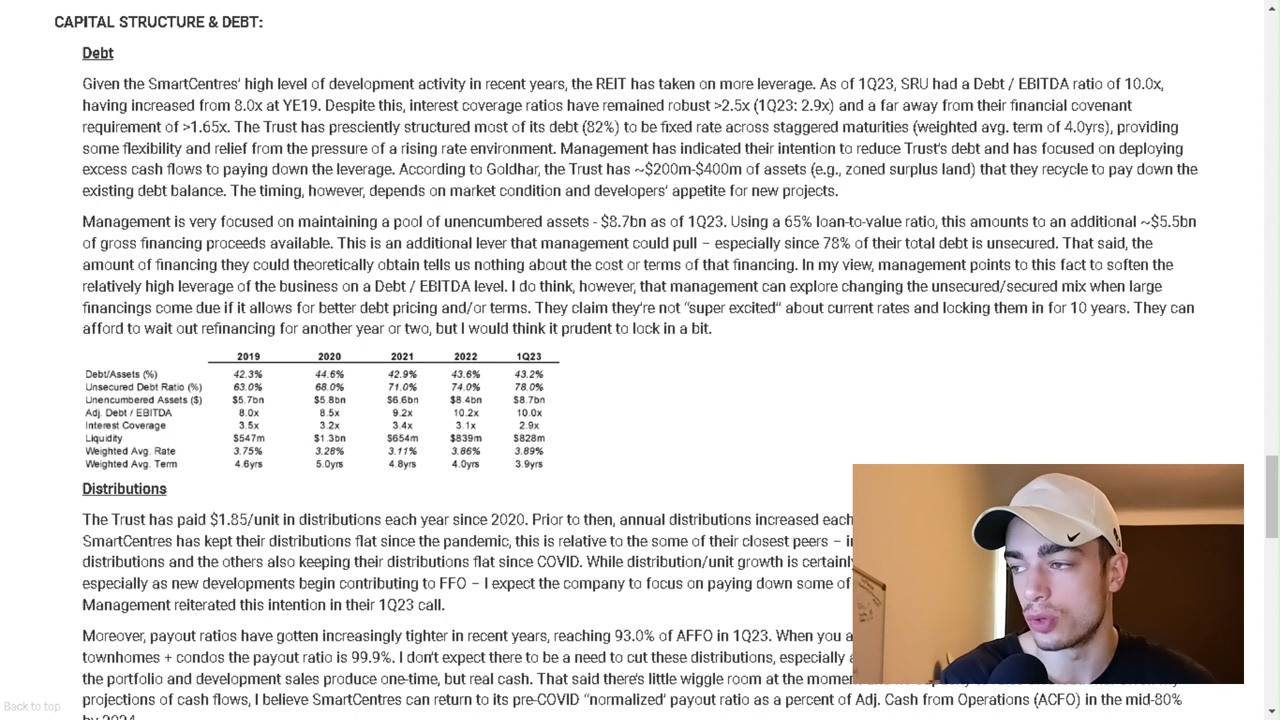 CAPITAL STRUCTURE & DEBT:
Debt
Given the SmartCentres' high level of development activity in recent years, the REIT has taken on more leverage. As of 1Q23, SRU had a Debt / EBITDA ratio of 10.0x,
having increased from 8.0x at YE19. Despite this, interest coverage ratios have remained robust >2.5x (1Q23: 2.9x) and a far away from their financial covenant
requirement of >1.65x. The Trust has presciently structured most of its debt (82%) to be fixed rate across staggered maturities (weighted avg. term of 4.0yrs), providing
some flexibility and relief from the pressure of a rising rate environment. Management has indicated their intention to reduce Trust's debt and has focused on deploying
excess cash flows to paying down the leverage. According to Goldhar, the Trust has ~$200m-$400m of assets (e.g., zoned surplus land) that they recycle to pay down the
existing debt balance. The timing, however, depends on market condition and developers' appetite for new projects.
Management is very focused on maintaining a pool of unencumbered assets - $8.7bn as of 1Q23. Using a 65% loan-to-value ratio, this amounts to an additional ~$5.5bn
of gross financing proceeds available. This is an additional lever that management could pull – especially since 78% of their total debt is unsecured. That said, the
amount of financing they could theoretically obtain tells us nothing about the cost or terms of that financing. In my view, management points to this fact to soften the
relatively high leverage of the business on a Debt / EBITDA level. I do think, however, that management can explore changing the unsecured/secured mix when large
financings come due if it allows for better debt pricing and/or terms. They claim they're not "super excited" about current rates and locking them in for 10 years. They can
afford to wait out refinancing for another year or two, but I would think it prudent to lock in a bit.
2019 2020 2021 2022 1Q23
Debt/Assets (%) 42.3% 44.6% 42.9% 43.6% 43.2%
Unsecured Debt Ratio (%) 63.0% 68.0% 71.0% 74.0% 78.0%
Unencumbered Assets ($) $5.7bn $5.8bn $6.6bn $8.4bn $8.7bn
Adj. Debt / EBITDA 8.0x 8.5x 9.2x 10.2x 10.0x
Interest Coverage 3.5x 3.2x 3.4x 3.1x 2.9x
Liquidity $547m $1.3bn $654m $839m $828m
Weighted Avg. Rate 3.75% 3.28% 3.11% 3.86% 3.89%
Weighted Avg. Term 4.6yrs 5.0yrs 4.8yrs 4.0yrs 3.9yrs
Distributions
The Trust has paid $1.85/unit in distributions each year since 2020. Prior to then, annual distributions increased each
SmartCentres has kept their distributions flat since the pandemic, this is relative to the some of their closest peers –
distributions and the others also keeping their distributions flat since COVID. While distribution/unit growth is certainly
especially as new developments begin contributing to FFO – I expect the company to focus on paying down some of
Management reiterated this intention in their 1Q23 call.
Moreover, payout ratios have gotten increasingly tighter in recent years, reaching 93.0% of AFFO in 1Q23. When you a
townhomes + condos the payout ratio is 99.9%. I don't expect there to be a need to cut these distributions, especially
the portfolio and development sales produce one-time, but real cash. That said there's little wiggle room at the moment
projections of cash flows, I believe SmartCentres can return to its pre-COVID "normalized' payout ratio as a percent of Adj. Cash from Operations (ACFO) in the mid-80%
by 2024
Back to top